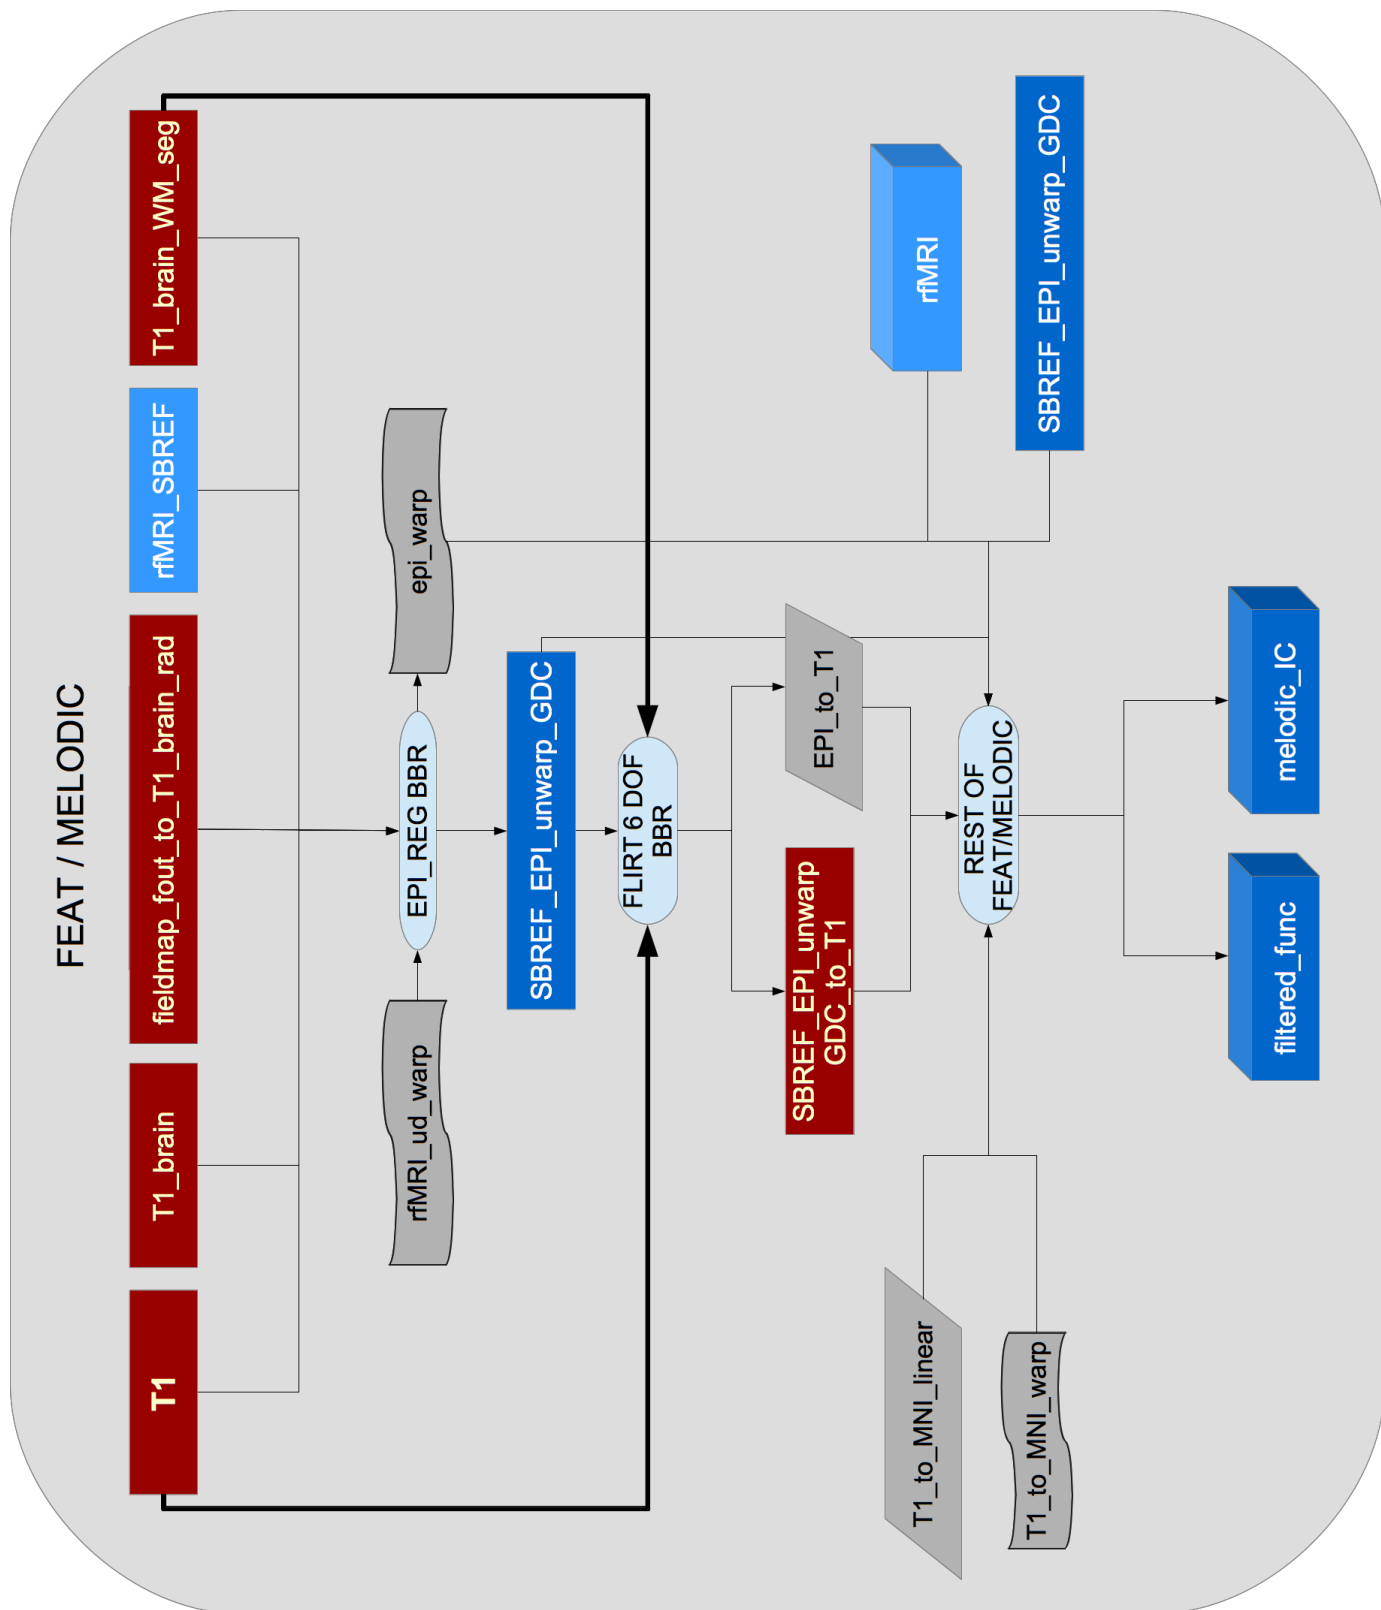 FEAT / MELODIC
T1
T1_brain
fieldmap_fout_to_T1_brain_rad
rfMRI_SBREF
T1_brain_WM_seg
rfMRI_ud_warp
EPI_REG BBR
epi_warp
SBREF_EPI_unwarp_GDC
FLIRT 6 DOF
BBR
SBREF_EPI_unwarp
GDC_to_T1
EPI_to_T1
rfMRI
T1_to_MNI_linear
T1_to_MNI_warp
REST OF
FEAT/MELODIC
SBREF_EPI_unwarp_GDC
filtered_func
melodic_IC